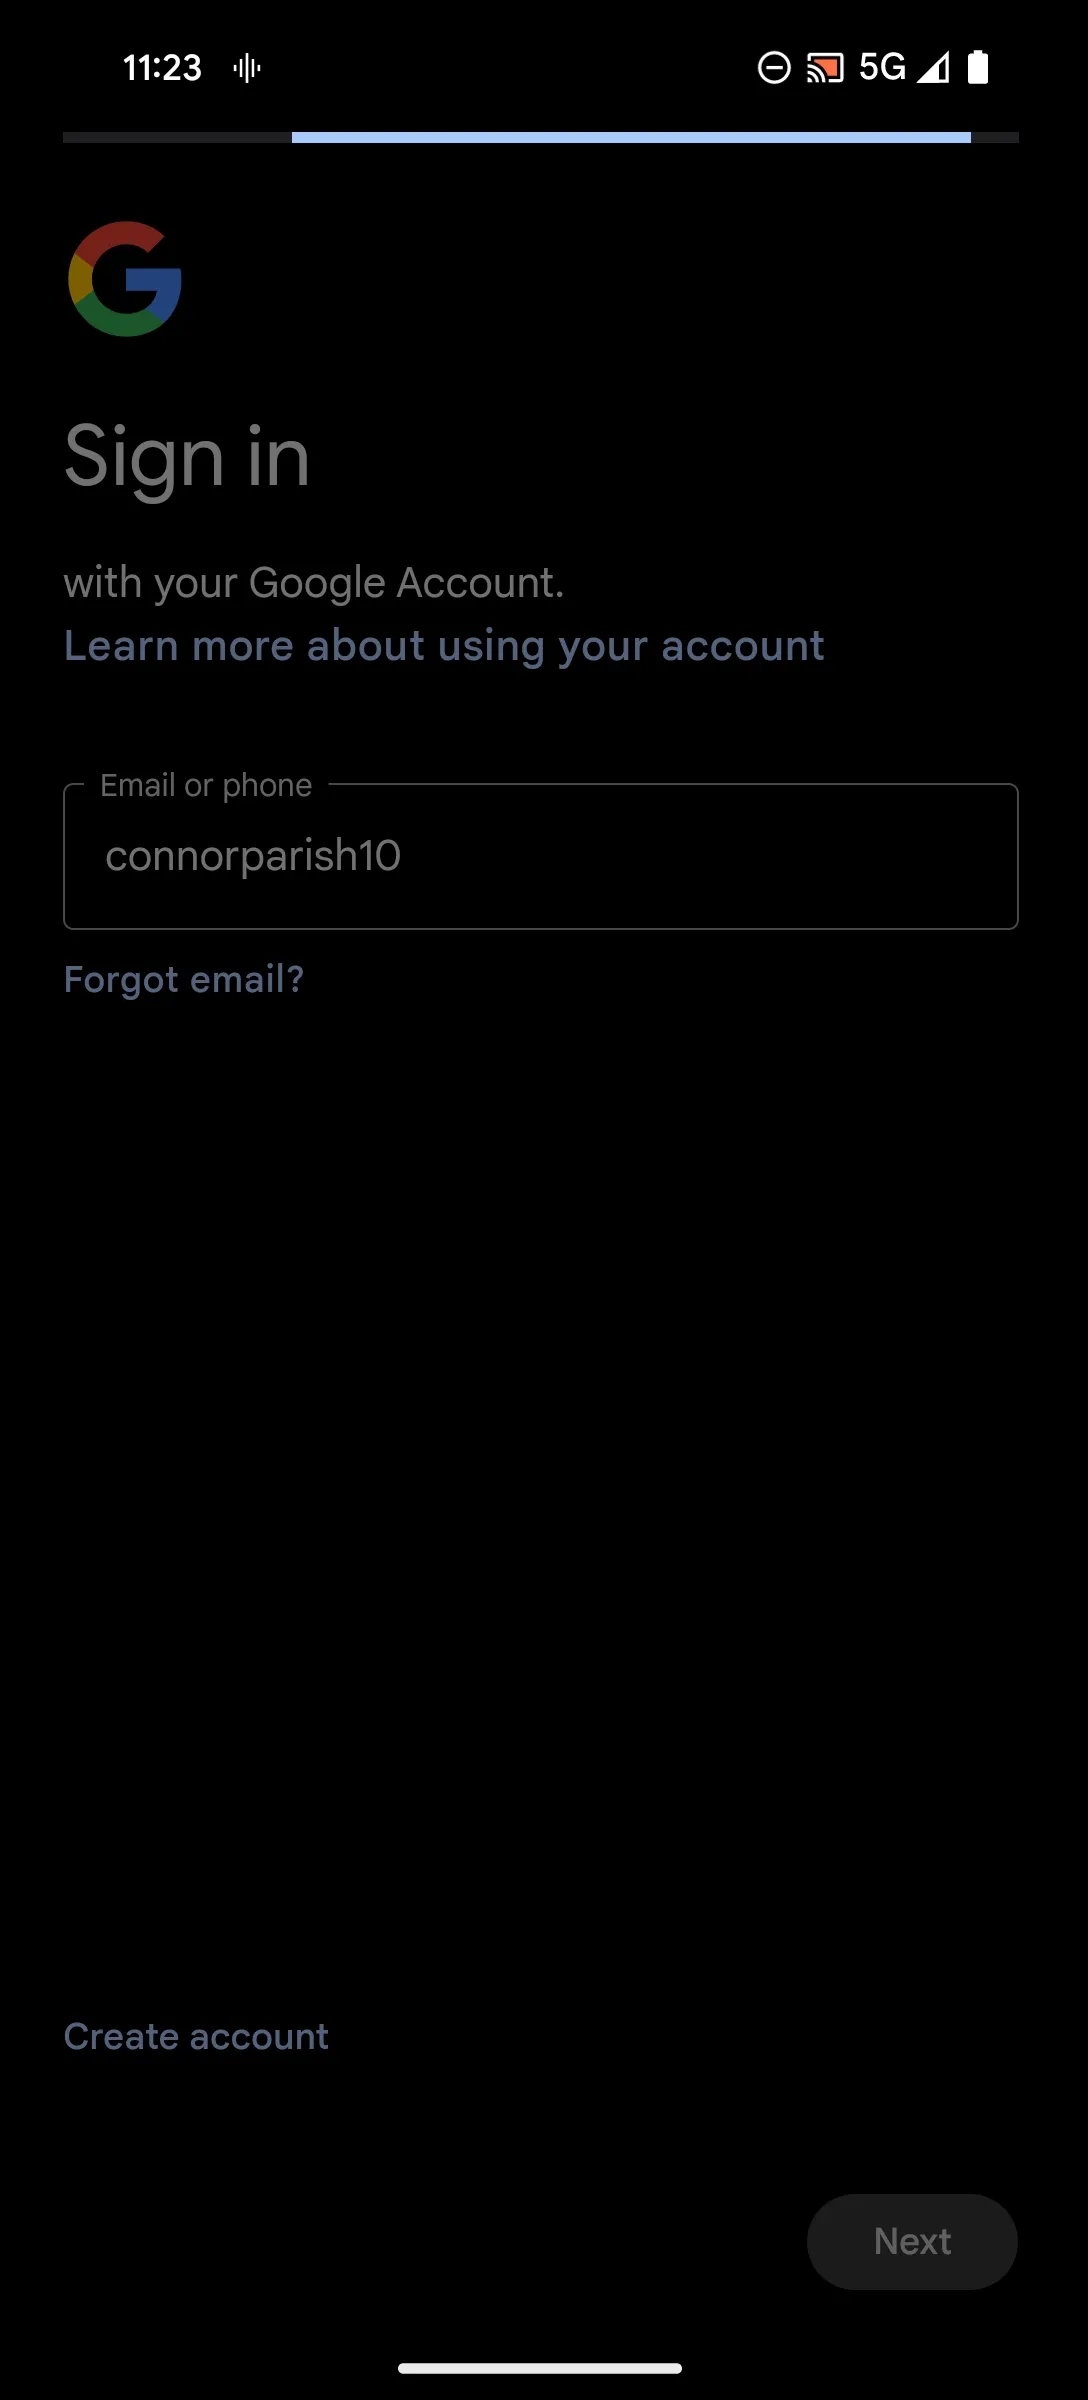 11:23 5G
Sign in
with your Google Account.
Learn more about using your account
Email or phone
connorparish10
Forgot email?
Create account
Next